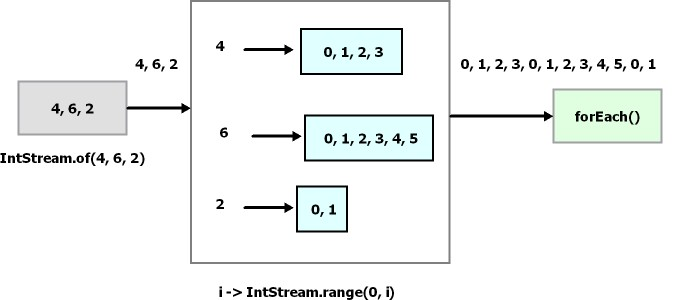 4, 6, 2
IntStream.of(4, 6, 2)
4, 6, 2
4
0, 1, 2, 3
6
0, 1, 2, 3, 4, 5
2
0, 1
i -> IntStream.range(0, i)
0, 1, 2, 3, 0, 1, 2, 3, 4, 5, 0, 1
forEach()